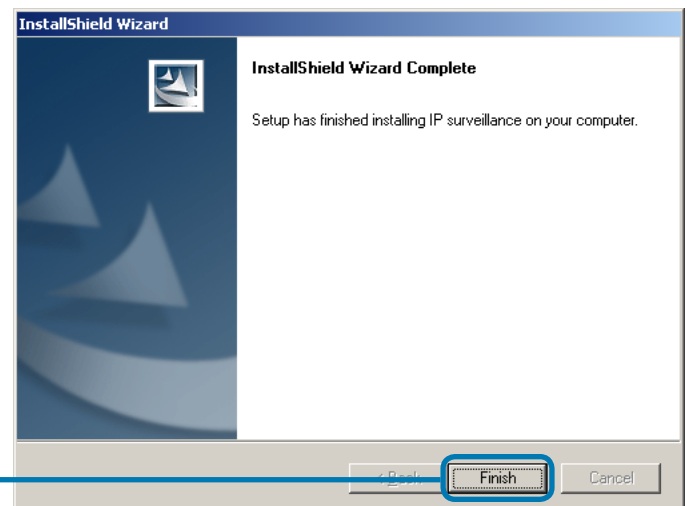 InstallShield Wizard
InstallShield Wizard Complete
Setup has finished installing IP surveillance on your computer.
< Back Finish Cancel